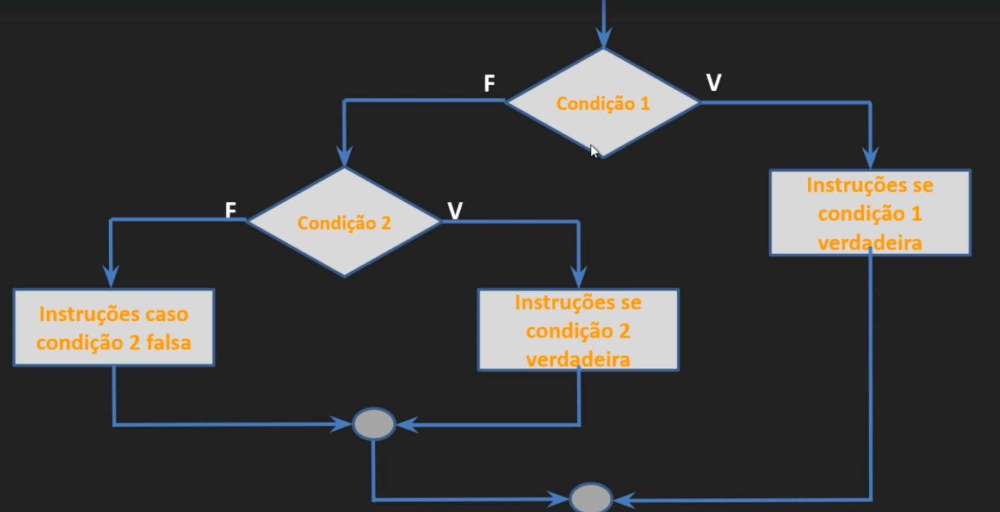 F
V
Condição 1
Instruções se
condição 1
verdadeira
F
V
Condição 2
Instruções caso
condição 2 falsa
Instruções se
condição 2
verdadeira